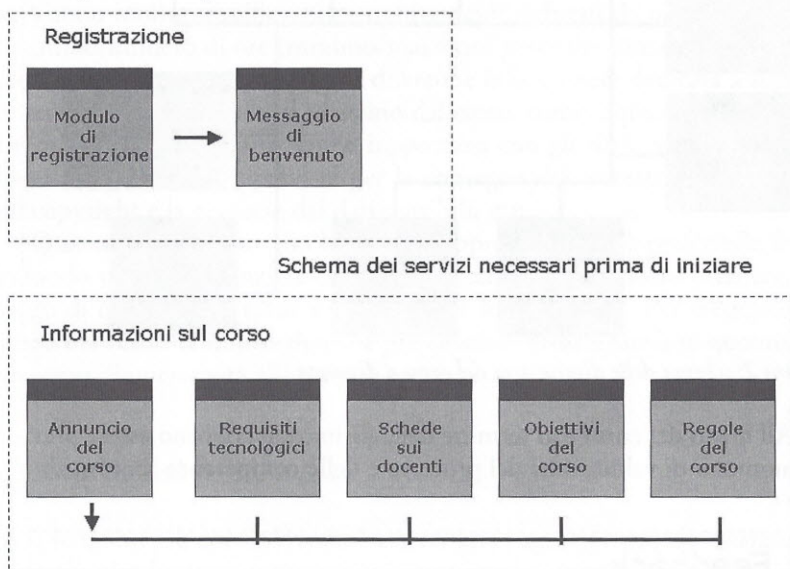 Registrazione
Modulo
di
registrazione
Messaggio
di
benvenuto
Schema dei servizi necessari prima di iniziare
Informazioni sul corso
Annuncio
del
corso
Requisiti
tecnologici
Schede
sui
docenti
Obiettivi
del
corso
Regole
del
corso